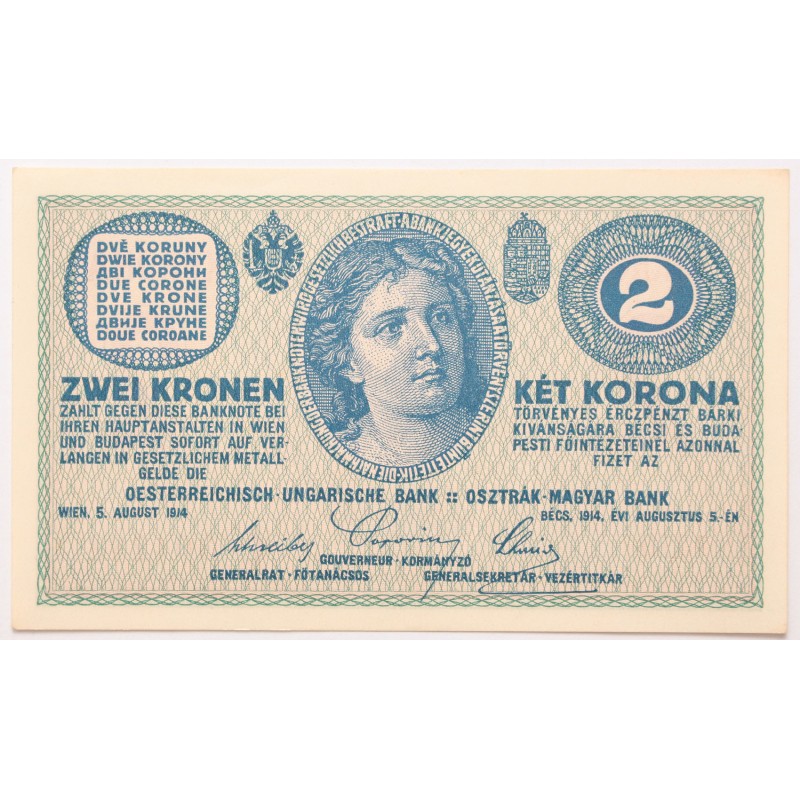 DVĚ KORUNY
DWIE KORONY
ДВІ КОРОНИ
DUE CORONE
DVE KRONE
DVIJE KRUNE
ДВИЈЕ КРУНЕ
DOUE COROANE
2
ZWEI KRONEN
ZAHLT GEGEN DIESE BANKNOTE BEI
IHREN HAUPTANSTALTEN IN WIEN
UND BUDAPEST SOFORT AUF VER-
LANGEN IN GESETZLICHEM METALL-
GELDE DIE
KÉT KORONA
TÖRVÉNYES ÉRCZPÉNZT BÁRKI
KIVÁNSÁGÁRA BÉCSI ÉS BUDA
PESTI FŐINTÉZETEINÉL AZONNAL
FIZET AZ
OESTERREICHISCH-UNGARISCHE BANK :: OSZTRÁK-MAGYAR BANK
WIEN, 5. AUGUST 1914
BÉCS, 1914. ÉVI AUGUSZTUS 5.-ÉN
GOUVERNEUR-KORMÁNYZÓ
GENERALRAT-FŐTANÁCSOS
GENERALSEKRETÄR-VEZÉRTITKÁR